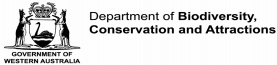 Department of Biodiversity,
Conservation and Attractions
GOVERNMENT OF
WESTERN AUSTRALIA